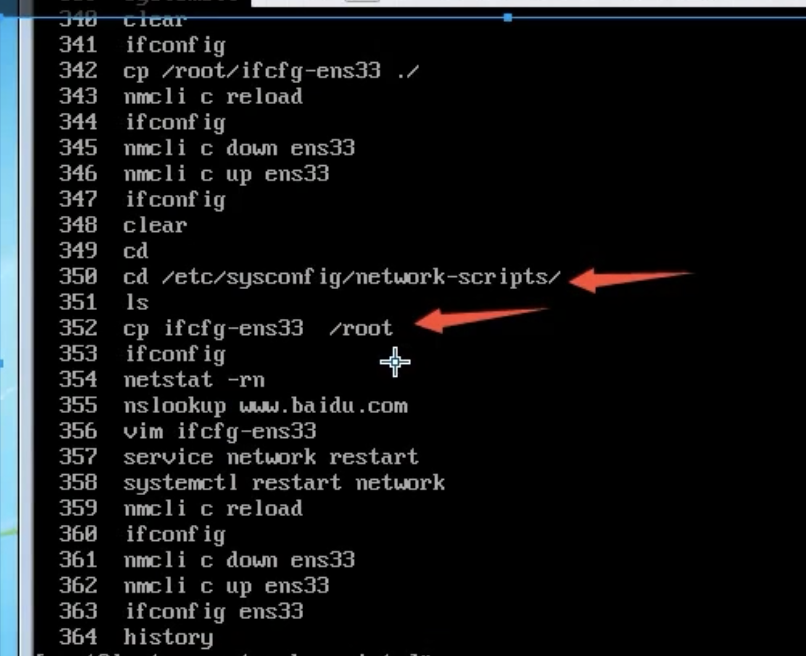 340 clear
341 ifconfig
342 cp /root/ifcfg-ens33 ./
343 nmcli c reload
344 ifconfig
345 nmcli c down ens33
346 nmcli c up ens33
347 ifconfig
348 clear
349 cd
350 cd /etc/sysconfig/network-scripts/
351 ls
352 cp ifcfg-ens33  /root
353 ifconfig
354 netstat -rn
355 nslookup www.baidu.com
356 vim ifcfg-ens33
357 service network restart
358 systemctl restart network
359 nmcli c reload
360 ifconfig
361 nmcli c down ens33
362 nmcli c up ens33
363 ifconfig ens33
364 history